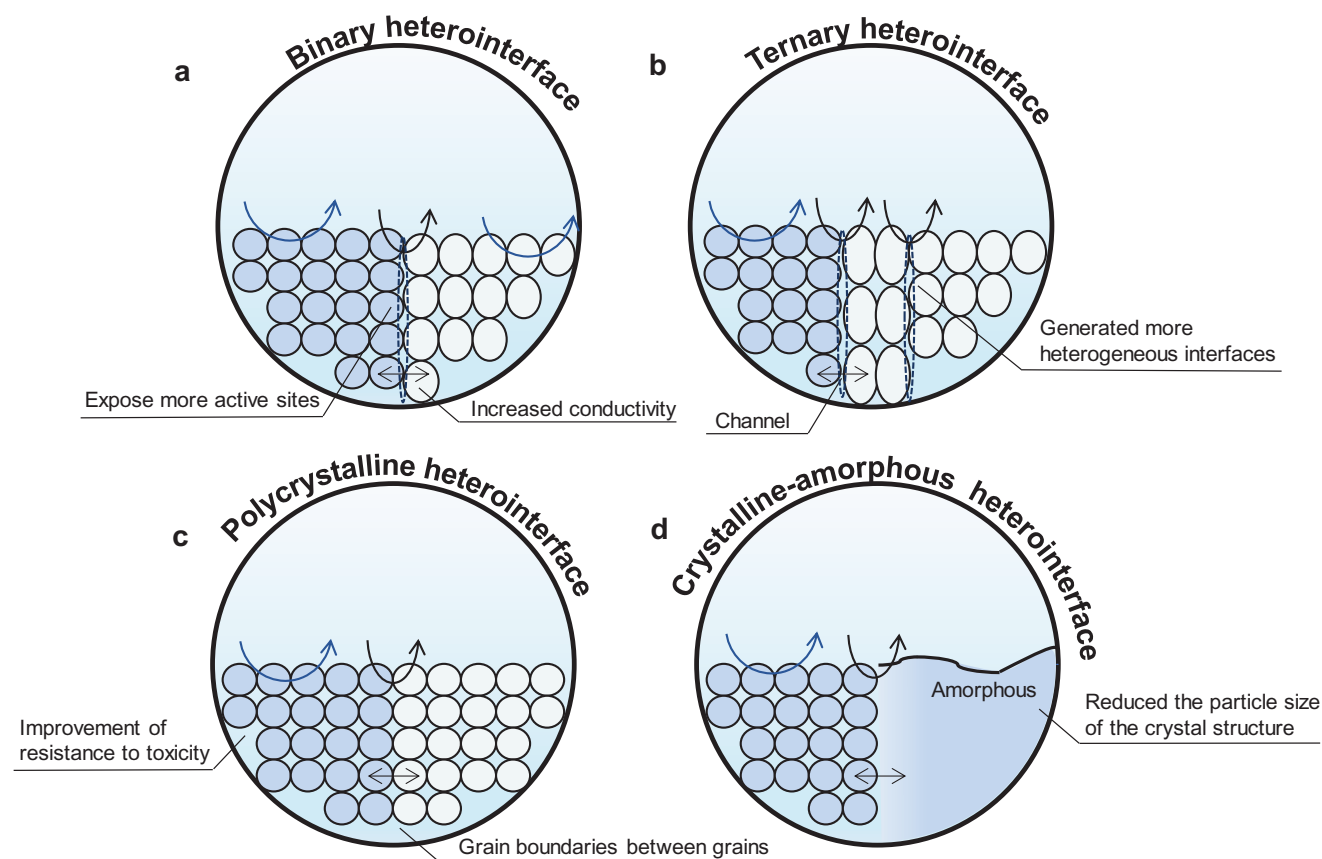 a
Binary heterointerface
b
Ternary heterointerface
Expose more active sites
Increased conductivity
Channel
Generated more
heterogeneous interfaces
c
Polycrystalline heterointerface
d
Crystalline-amorphous heterointerface
Improvement of
resistance to toxicity
Grain boundaries between grains
Amorphous
Reduced the particle size
of the crystal structure